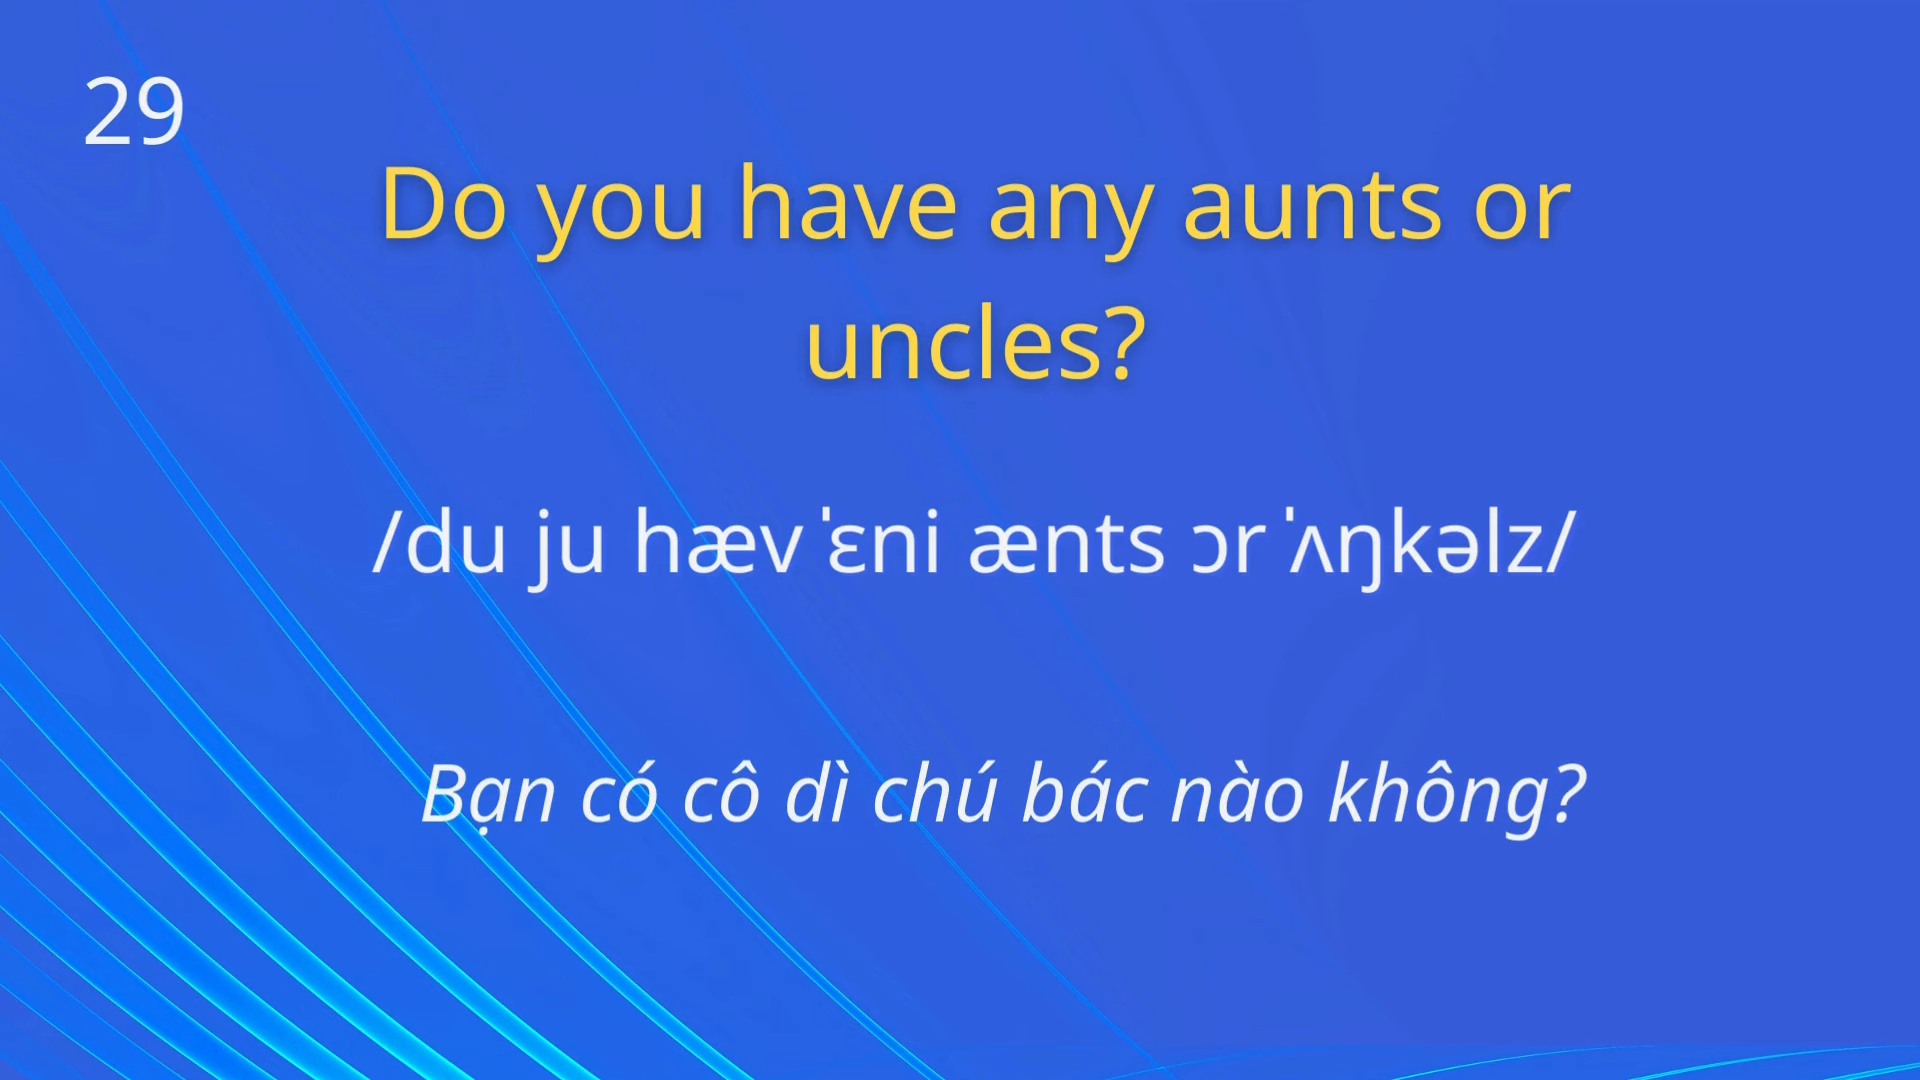 29
Do you have any aunts or
uncles?
/du ju hæv ˈɛni ænts ɔr ˈʌŋkəlz/
Bạn có cô dì chú bác nào không?